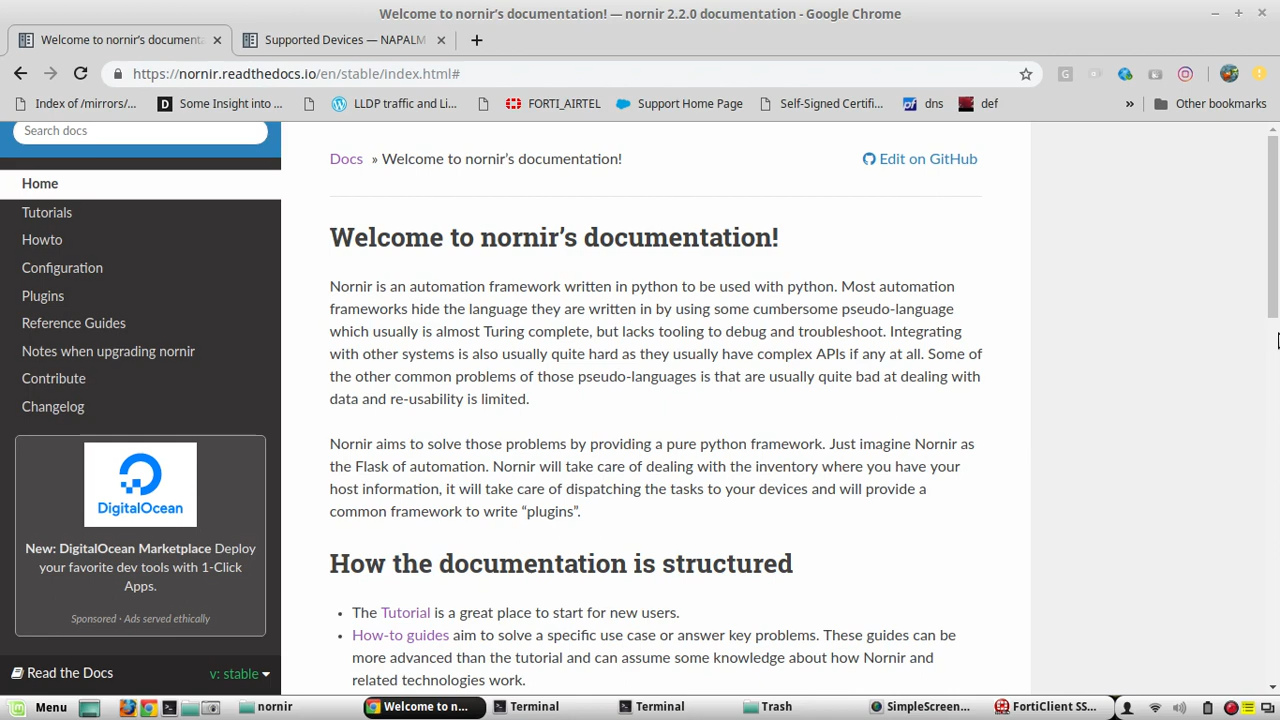 Welcome to nornir's documentation! — nornir 2.2.0 documentation - Google Chrome
Welcome to nornir's documenta
Supported Devices — NAPALM
https://nornir.readthedocs.io/en/stable/index.html#
Index of /mirrors/...
Some Insight into ...
LLDP traffic and Li...
FORTI_AIRTEL
Support Home Page
Self-Signed Certifi...
dns
def
»
Other bookmarks
Search docs
Home
Tutorials
Howto
Configuration
Plugins
Reference Guides
Notes when upgrading nornir
Contribute
Changelog
DigitalOcean
New: DigitalOcean Marketplace Deploy
your favorite dev tools with 1-Click
Apps.
Sponsored · Ads served ethically
Read the Docs
v: stable
Docs » Welcome to nornir's documentation!
Edit on GitHub
Welcome to nornir's documentation!
Nornir is an automation framework written in python to be used with python. Most automation
frameworks hide the language they are written in by using some cumbersome pseudo-language
which usually is almost Turing complete, but lacks tooling to debug and troubleshoot. Integrating
with other systems is also usually quite hard as they usually have complex APIs if any at all. Some of
the other common problems of those pseudo-languages is that are usually quite bad at dealing with
data and re-usability is limited.
Nornir aims to solve those problems by providing a pure python framework. Just imagine Nornir as
the Flask of automation. Nornir will take care of dealing with the inventory where you have your
host information, it will take care of dispatching the tasks to your devices and will provide a
common framework to write “plugins”.
How the documentation is structured
• The Tutorial is a great place to start for new users.
• How-to guides aim to solve a specific use case or answer key problems. These guides can be
more advanced than the tutorial and can assume some knowledge about how Nornir and
related technologies work.
Menu
nornir
Welcome to n...
Terminal
Terminal
Trash
SimpleScreen...
FortiClient SS...